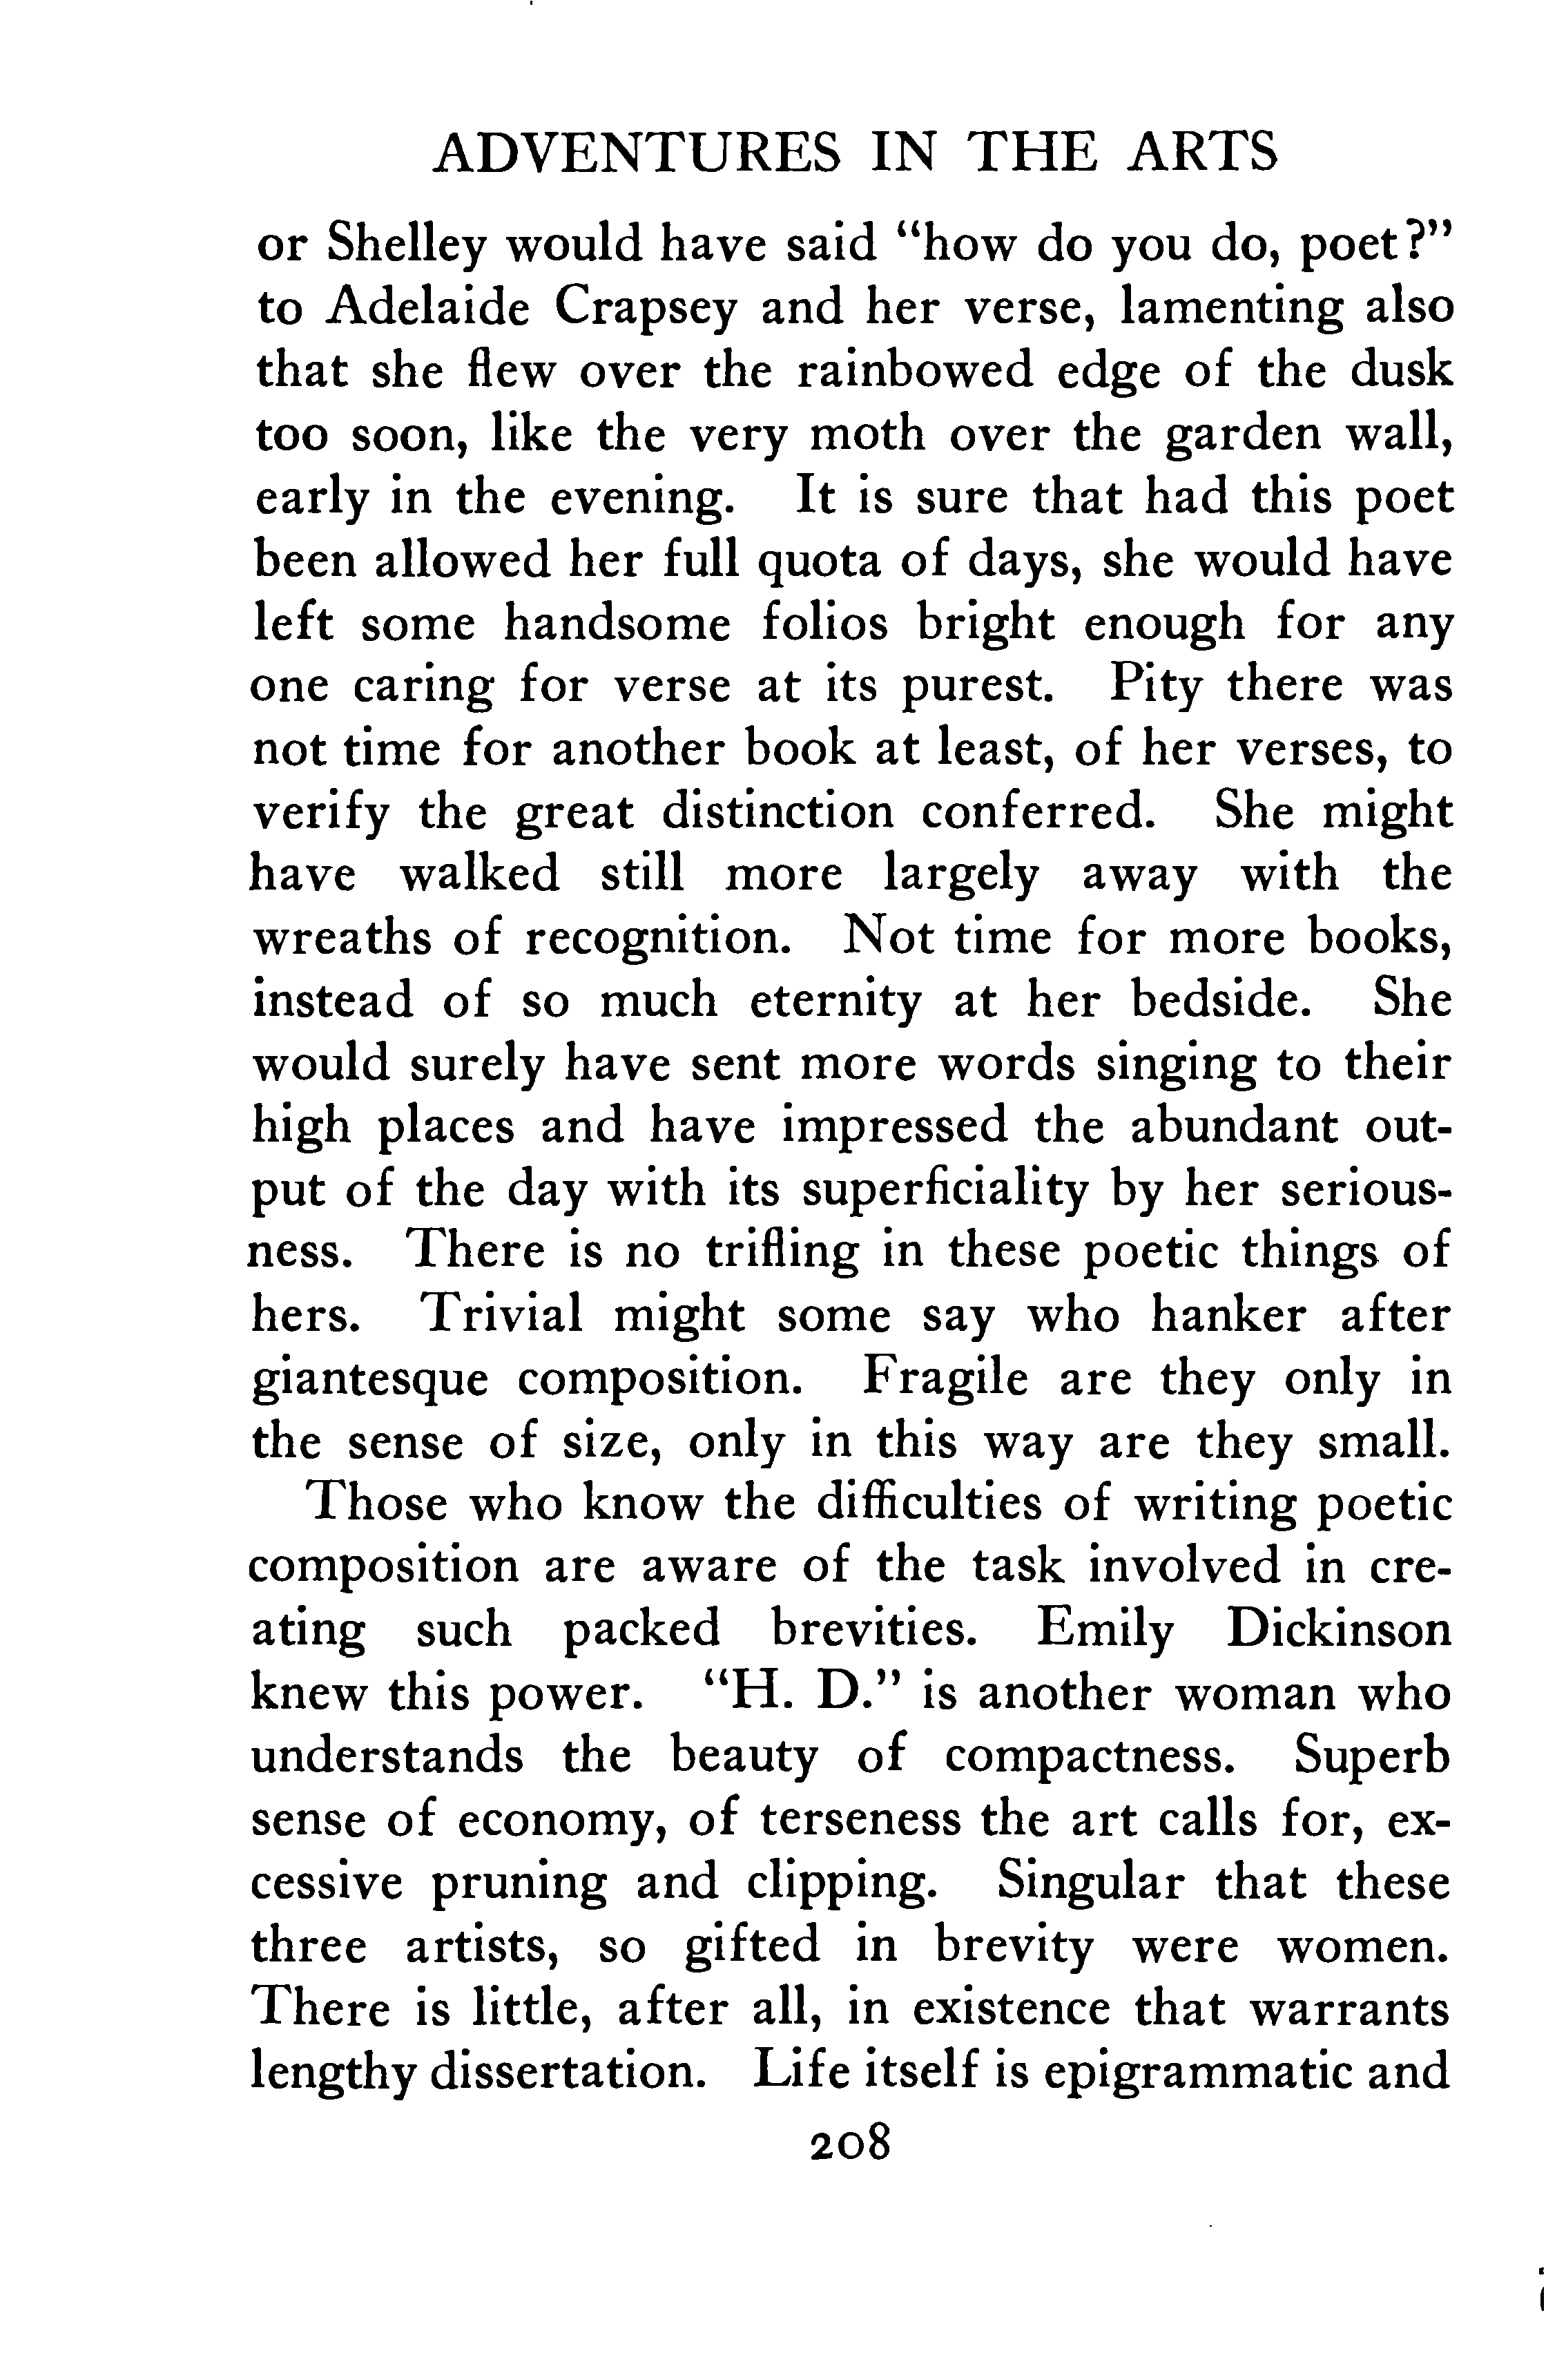 ADVENTURES IN THE ARTS
or Shelley would have said “how do you do, poet?”
to Adelaide Crapsey and her verse, lamenting also
that she flew over the rainbowed edge of the dusk
too soon, like the very moth over the garden wall,
early in the evening. It is sure that had this poet
been allowed her full quota of days, she would have
left some handsome folios bright enough for any
one caring for verse at its purest. Pity there was
not time for another book at least, of her verses, to
verify the great distinction conferred. She might
have walked still more largely away with the
wreaths of recognition. Not time for more books,
instead of so much eternity at her bedside. She
would surely have sent more words singing to their
high places and have impressed the abundant out-
put of the day with its superficiality by her serious-
ness. There is no trifling in these poetic things of
hers. Trivial might some say who hanker after
giantesque composition. Fragile are they only in
the sense of size, only in this way are they small.
Those who know the difficulties of writing poetic
composition are aware of the task involved in cre-
ating such packed brevities. Emily Dickinson
knew this power. “H. D.” is another woman who
understands the beauty of compactness. Superb
sense of economy, of terseness the art calls for, ex-
cessive pruning and clipping. Singular that these
three artists, so gifted in brevity were women.
There is little, after all, in existence that warrants
lengthy dissertation. Life itself is epigrammatic and
208